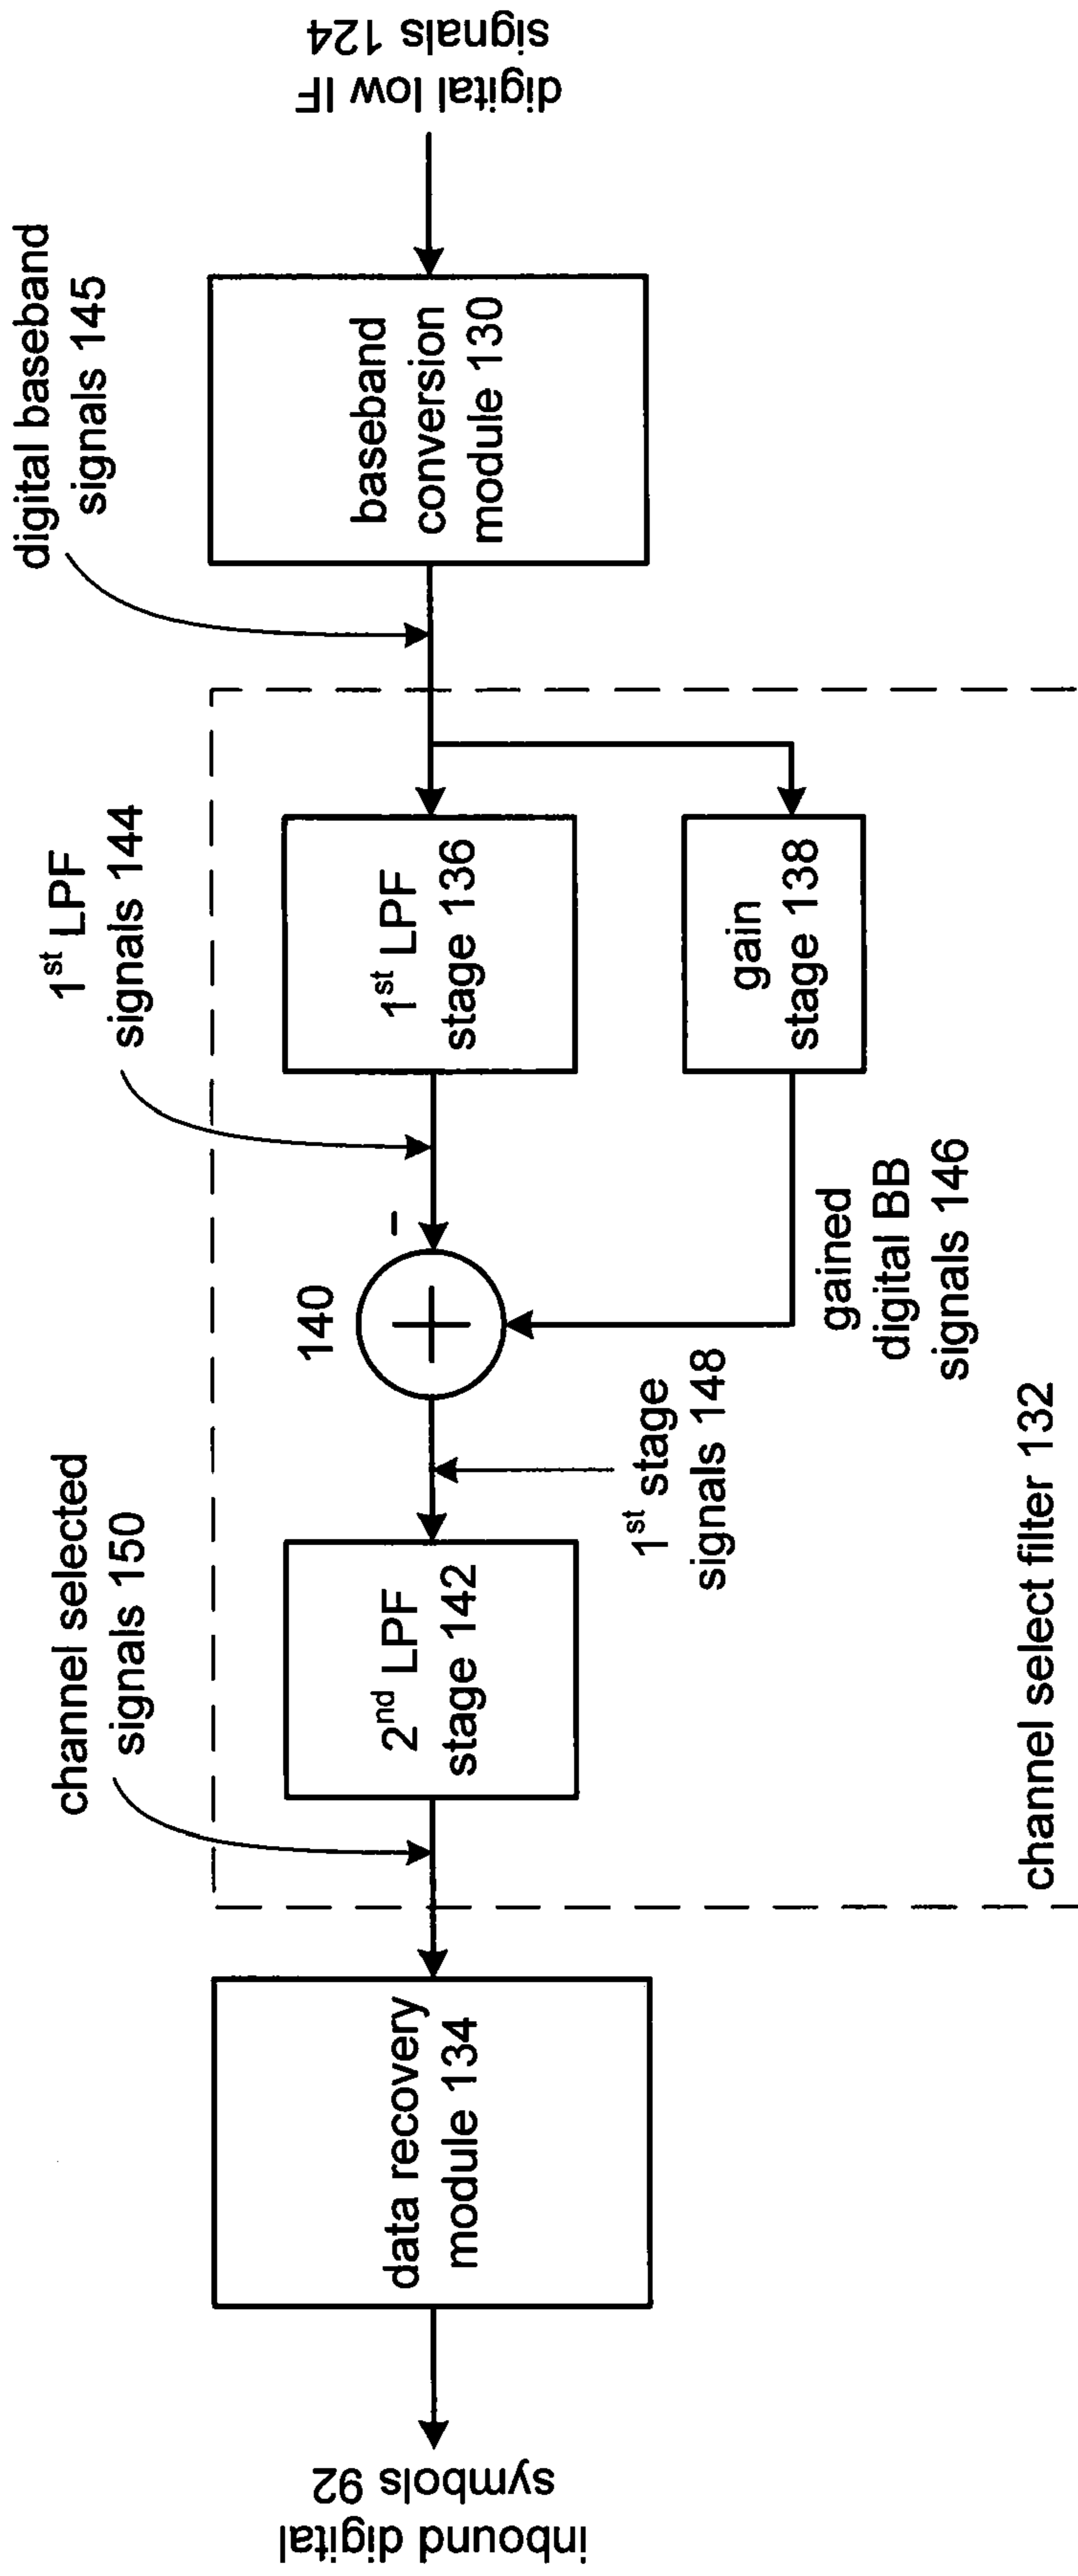 digital low IF
signals 124
digital baseband
signals 145
baseband
conversion
module 130
1st LPF
signals 144
1st LPF
stage 136
gain
stage 138
-
140
gained
digital BB
signals 146
1st stage
signals 148
channel selected
signals 150
2nd LPF
stage 142
channel select filter 132
data recovery
module 134
inbound digital
symbols 92